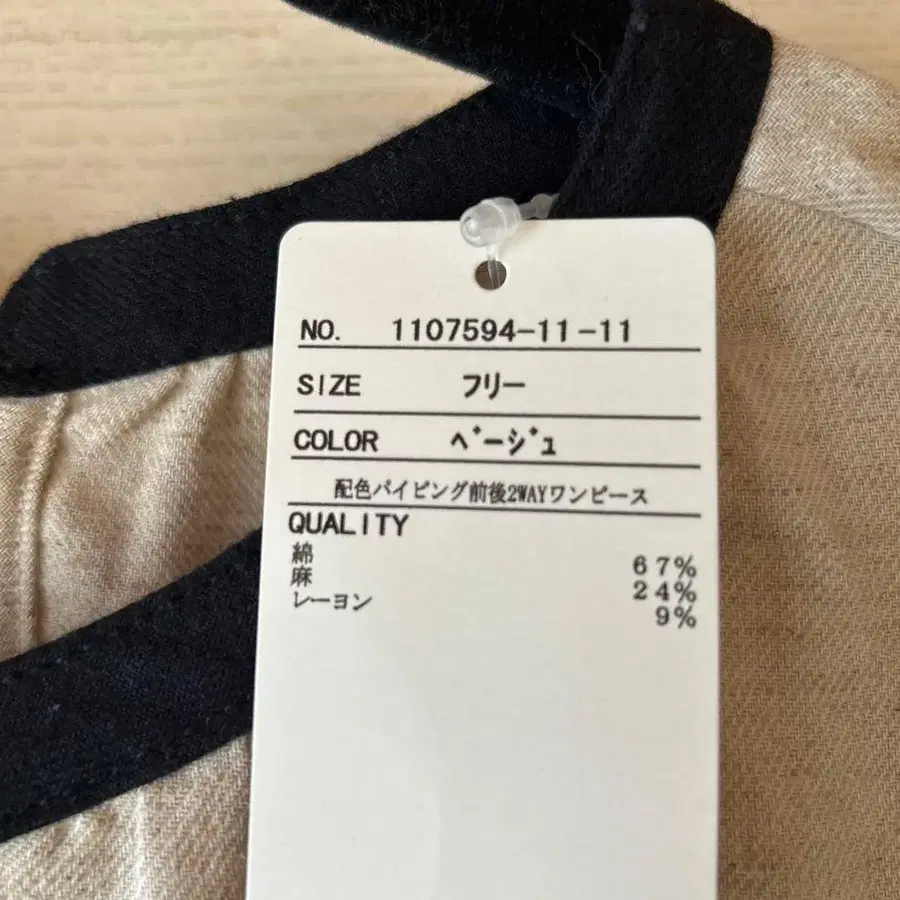 NO. 1107594-11-11
SIZE フリー
COLOR ベージュ
配色パイピング前後2WAYワンピース
QUALITY
綿 67%
麻 24%
レーヨン 9%